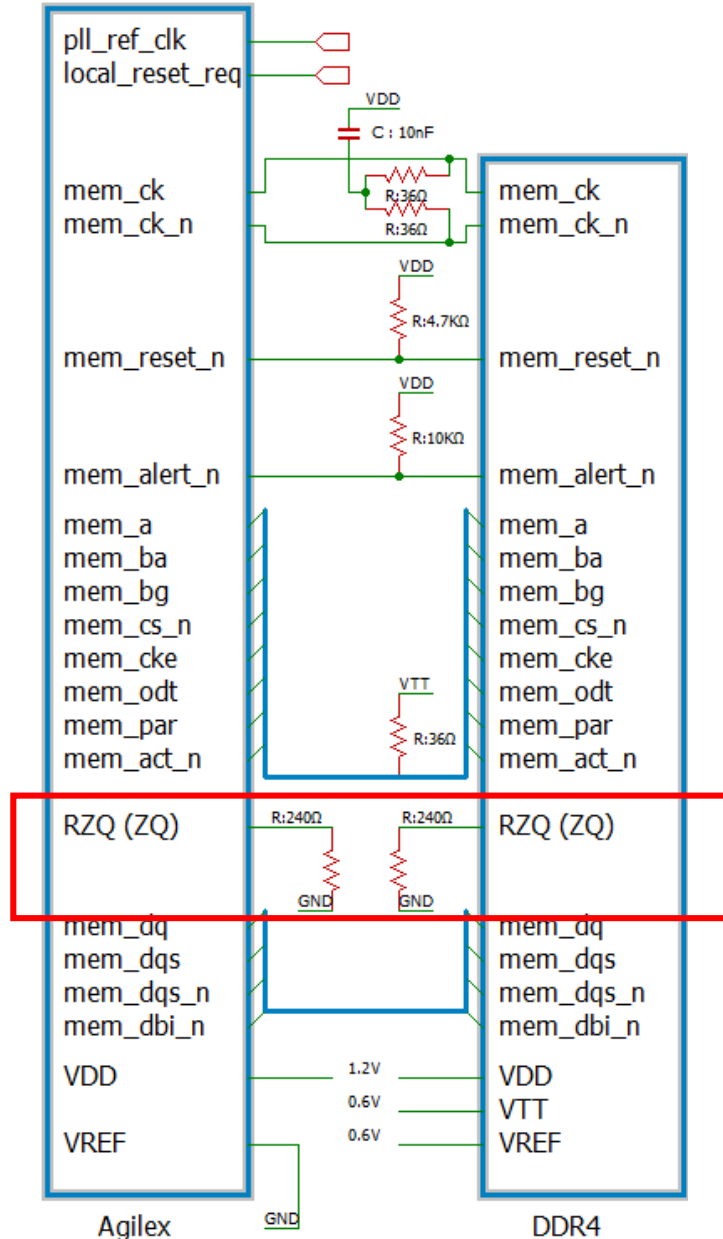 pll_ref_clk
local_reset_req
VDD
C : 10nF
mem_ck
R:36Ω
mem_ck
mem_ck_n
R:36Ω
mem_ck_n
VDD
R:4.7KΩ
mem_reset_n
mem_reset_n
VDD
R:10KΩ
mem_alert_n
mem_alert_n
mem_a
mem_a
mem_ba
mem_ba
mem_bg
mem_bg
mem_cs_n
mem_cs_n
mem_cke
mem_cke
mem_odt
VTT
mem_odt
mem_par
R:36Ω
mem_par
mem_act_n
mem_act_n
RZQ (ZQ)
R:240Ω
R:240Ω
RZQ (ZQ)
GND
GND
mem_dq
mem_dq
mem_dqs
mem_dqs
mem_dqs_n
mem_dqs_n
mem_dbi_n
mem_dbi_n
VDD
1.2V
VDD
0.6V
VTT
VREF
0.6V
VREF
GND
Agilex
DDR4